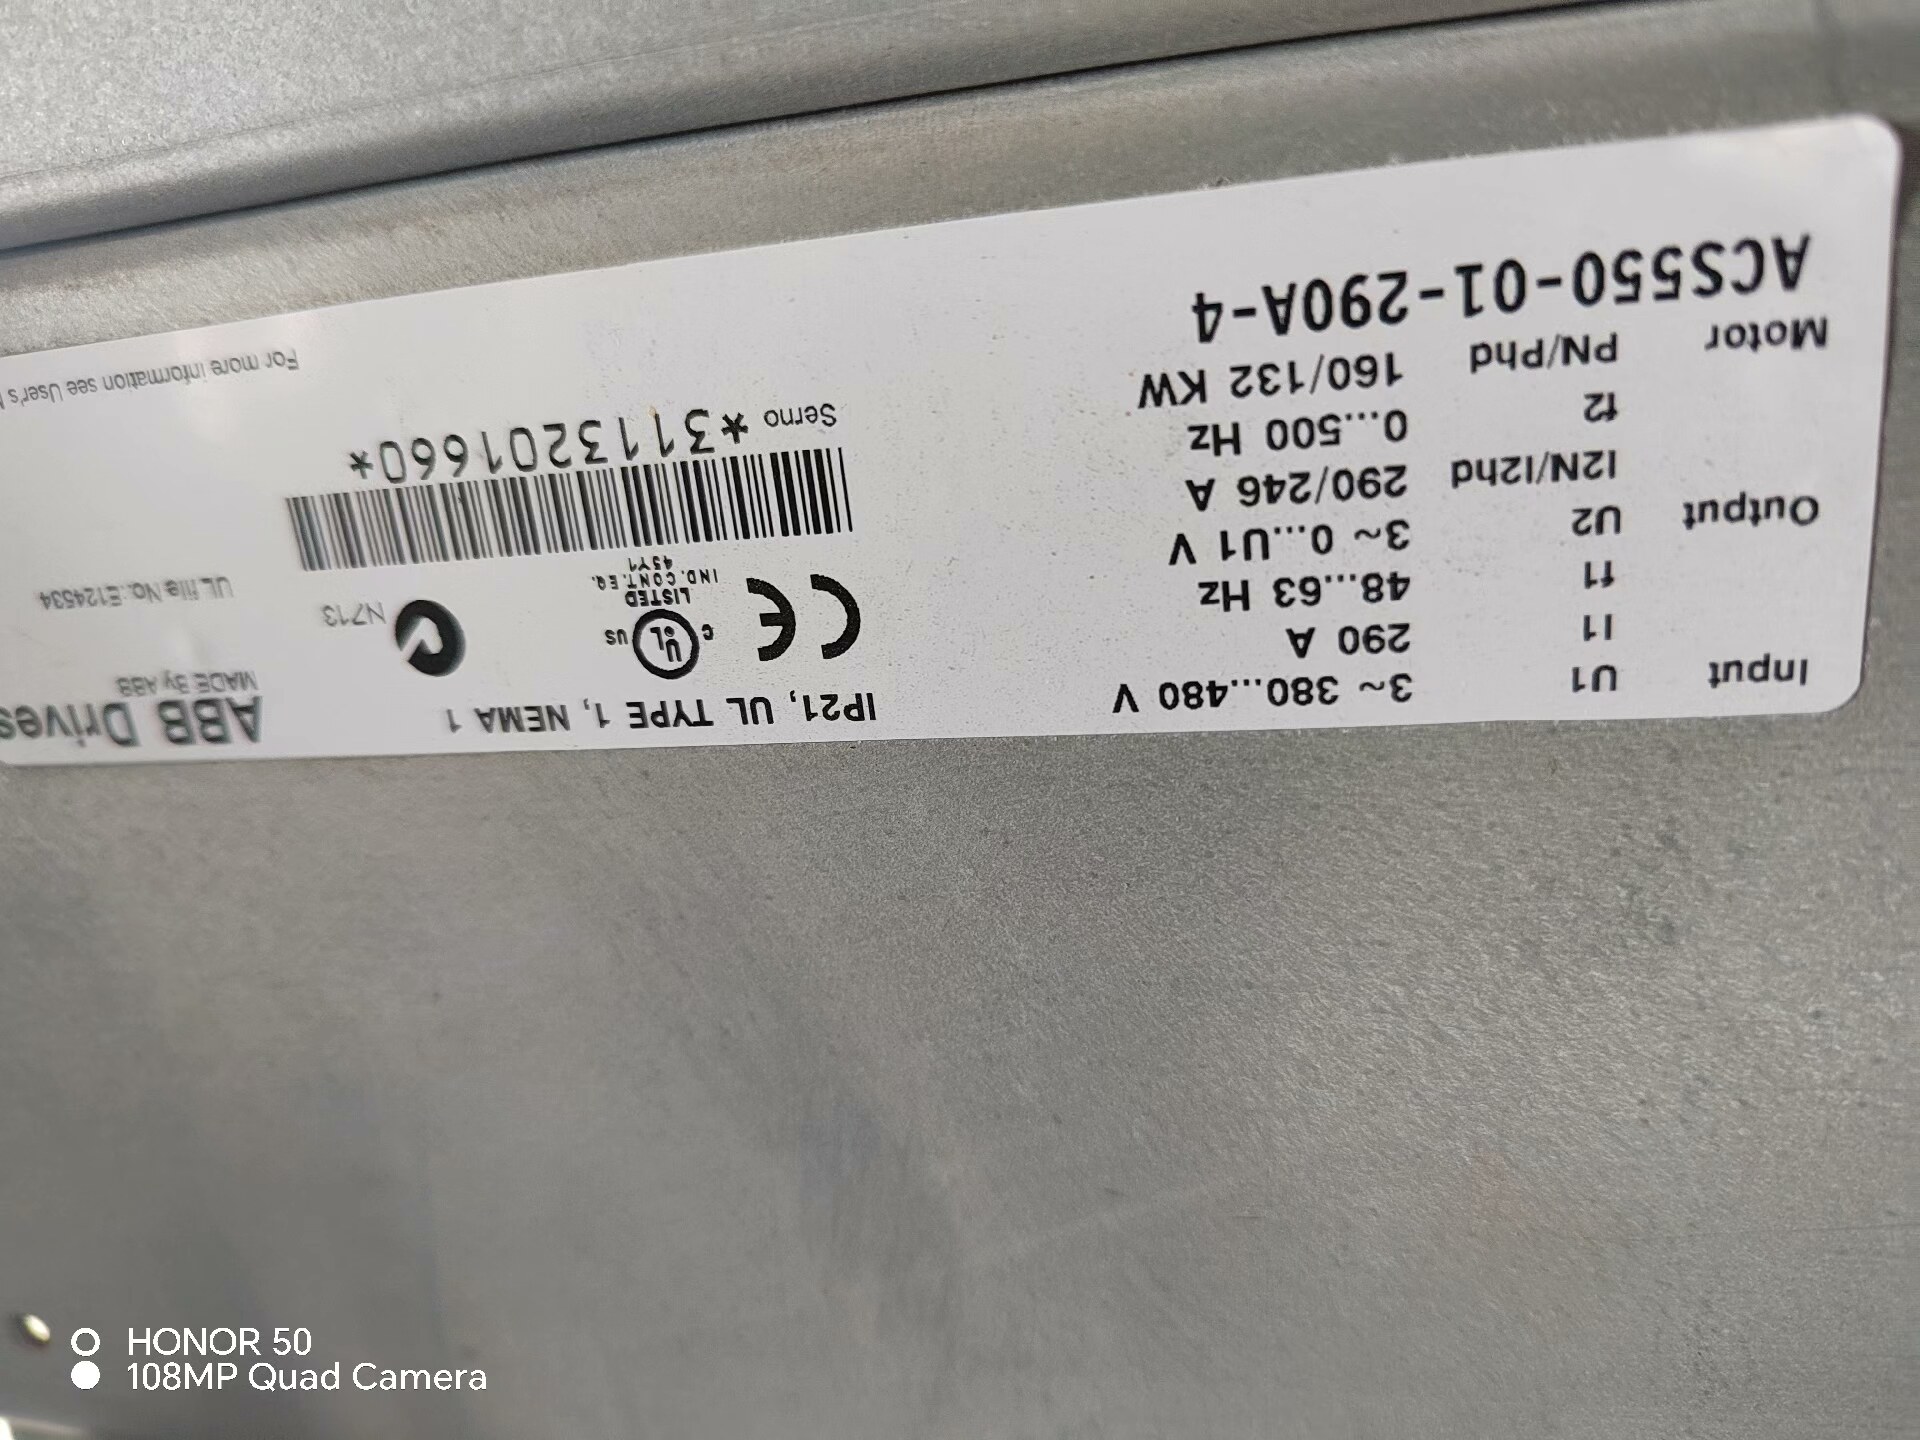 ABB Drives
MADE By ABB
UL file No.:E124534
For more information see User's
IP21, UL TYPE 1, NEMA 1
CE
C UL US
LISTED
IND. CONT. EQ.
45Y1
N713
Serno *3113201660*
Input U1 3~ 380...480 V
I1 290 A
f1 48...63 Hz
Output U2 3~ 0...U1 V
I2N/I2hd 290/246 A
f2 0...500 Hz
Motor PN/Phd 160/132 KW
ACS550-01-290A-4
HONOR 50
108MP Quad Camera